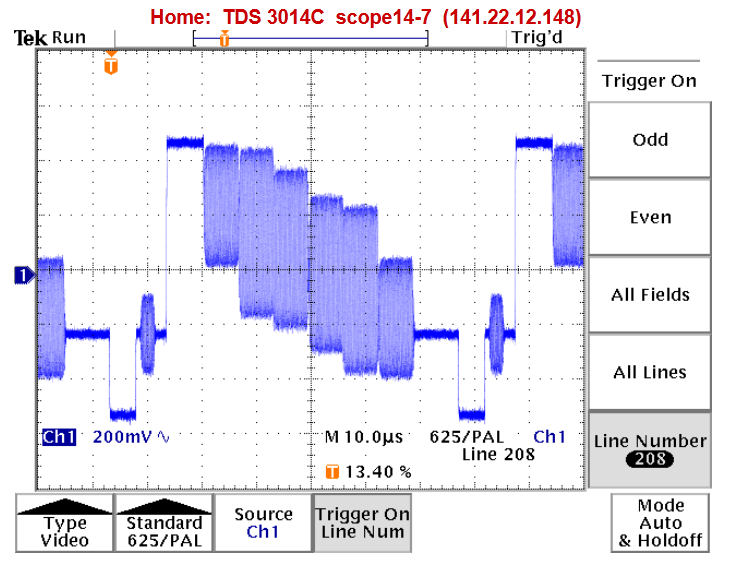 Home: TDS 3014C scope14-7 (141.22.12.148)
Tek Run Trig'd
T
T
Trigger On
Odd
Even
All Fields
All Lines
Line Number
208
1
Ch1 200mV∿ M 10.0µs 625/PAL Ch1
Line 208
T 13.40 %
Type
Video
Standard
625/PAL
Source
Ch1
Trigger On
Line Num
Mode
Auto
& Holdoff